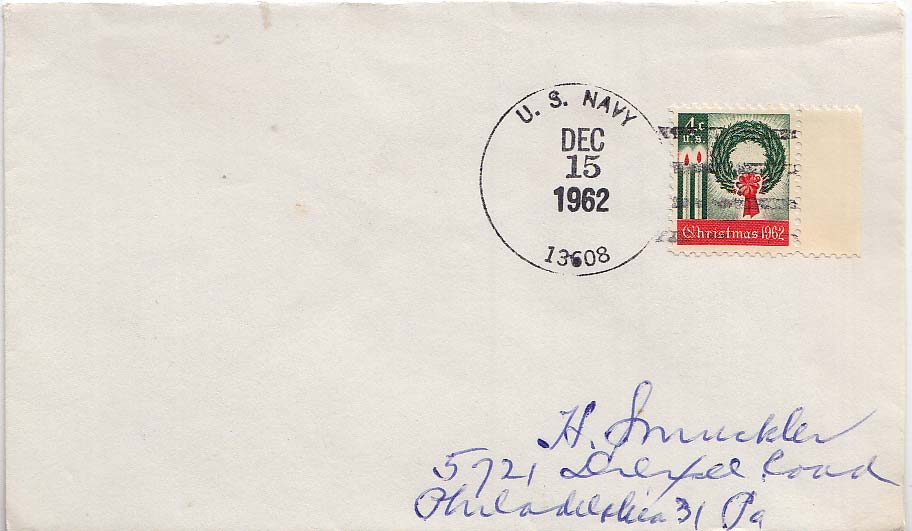 U. S. NAVY
DEC
15
1962
13608
4c
U.S.
Christmas 1962
H. Smuckler
5721 Drexel Road
Philadelphia 31 Pa